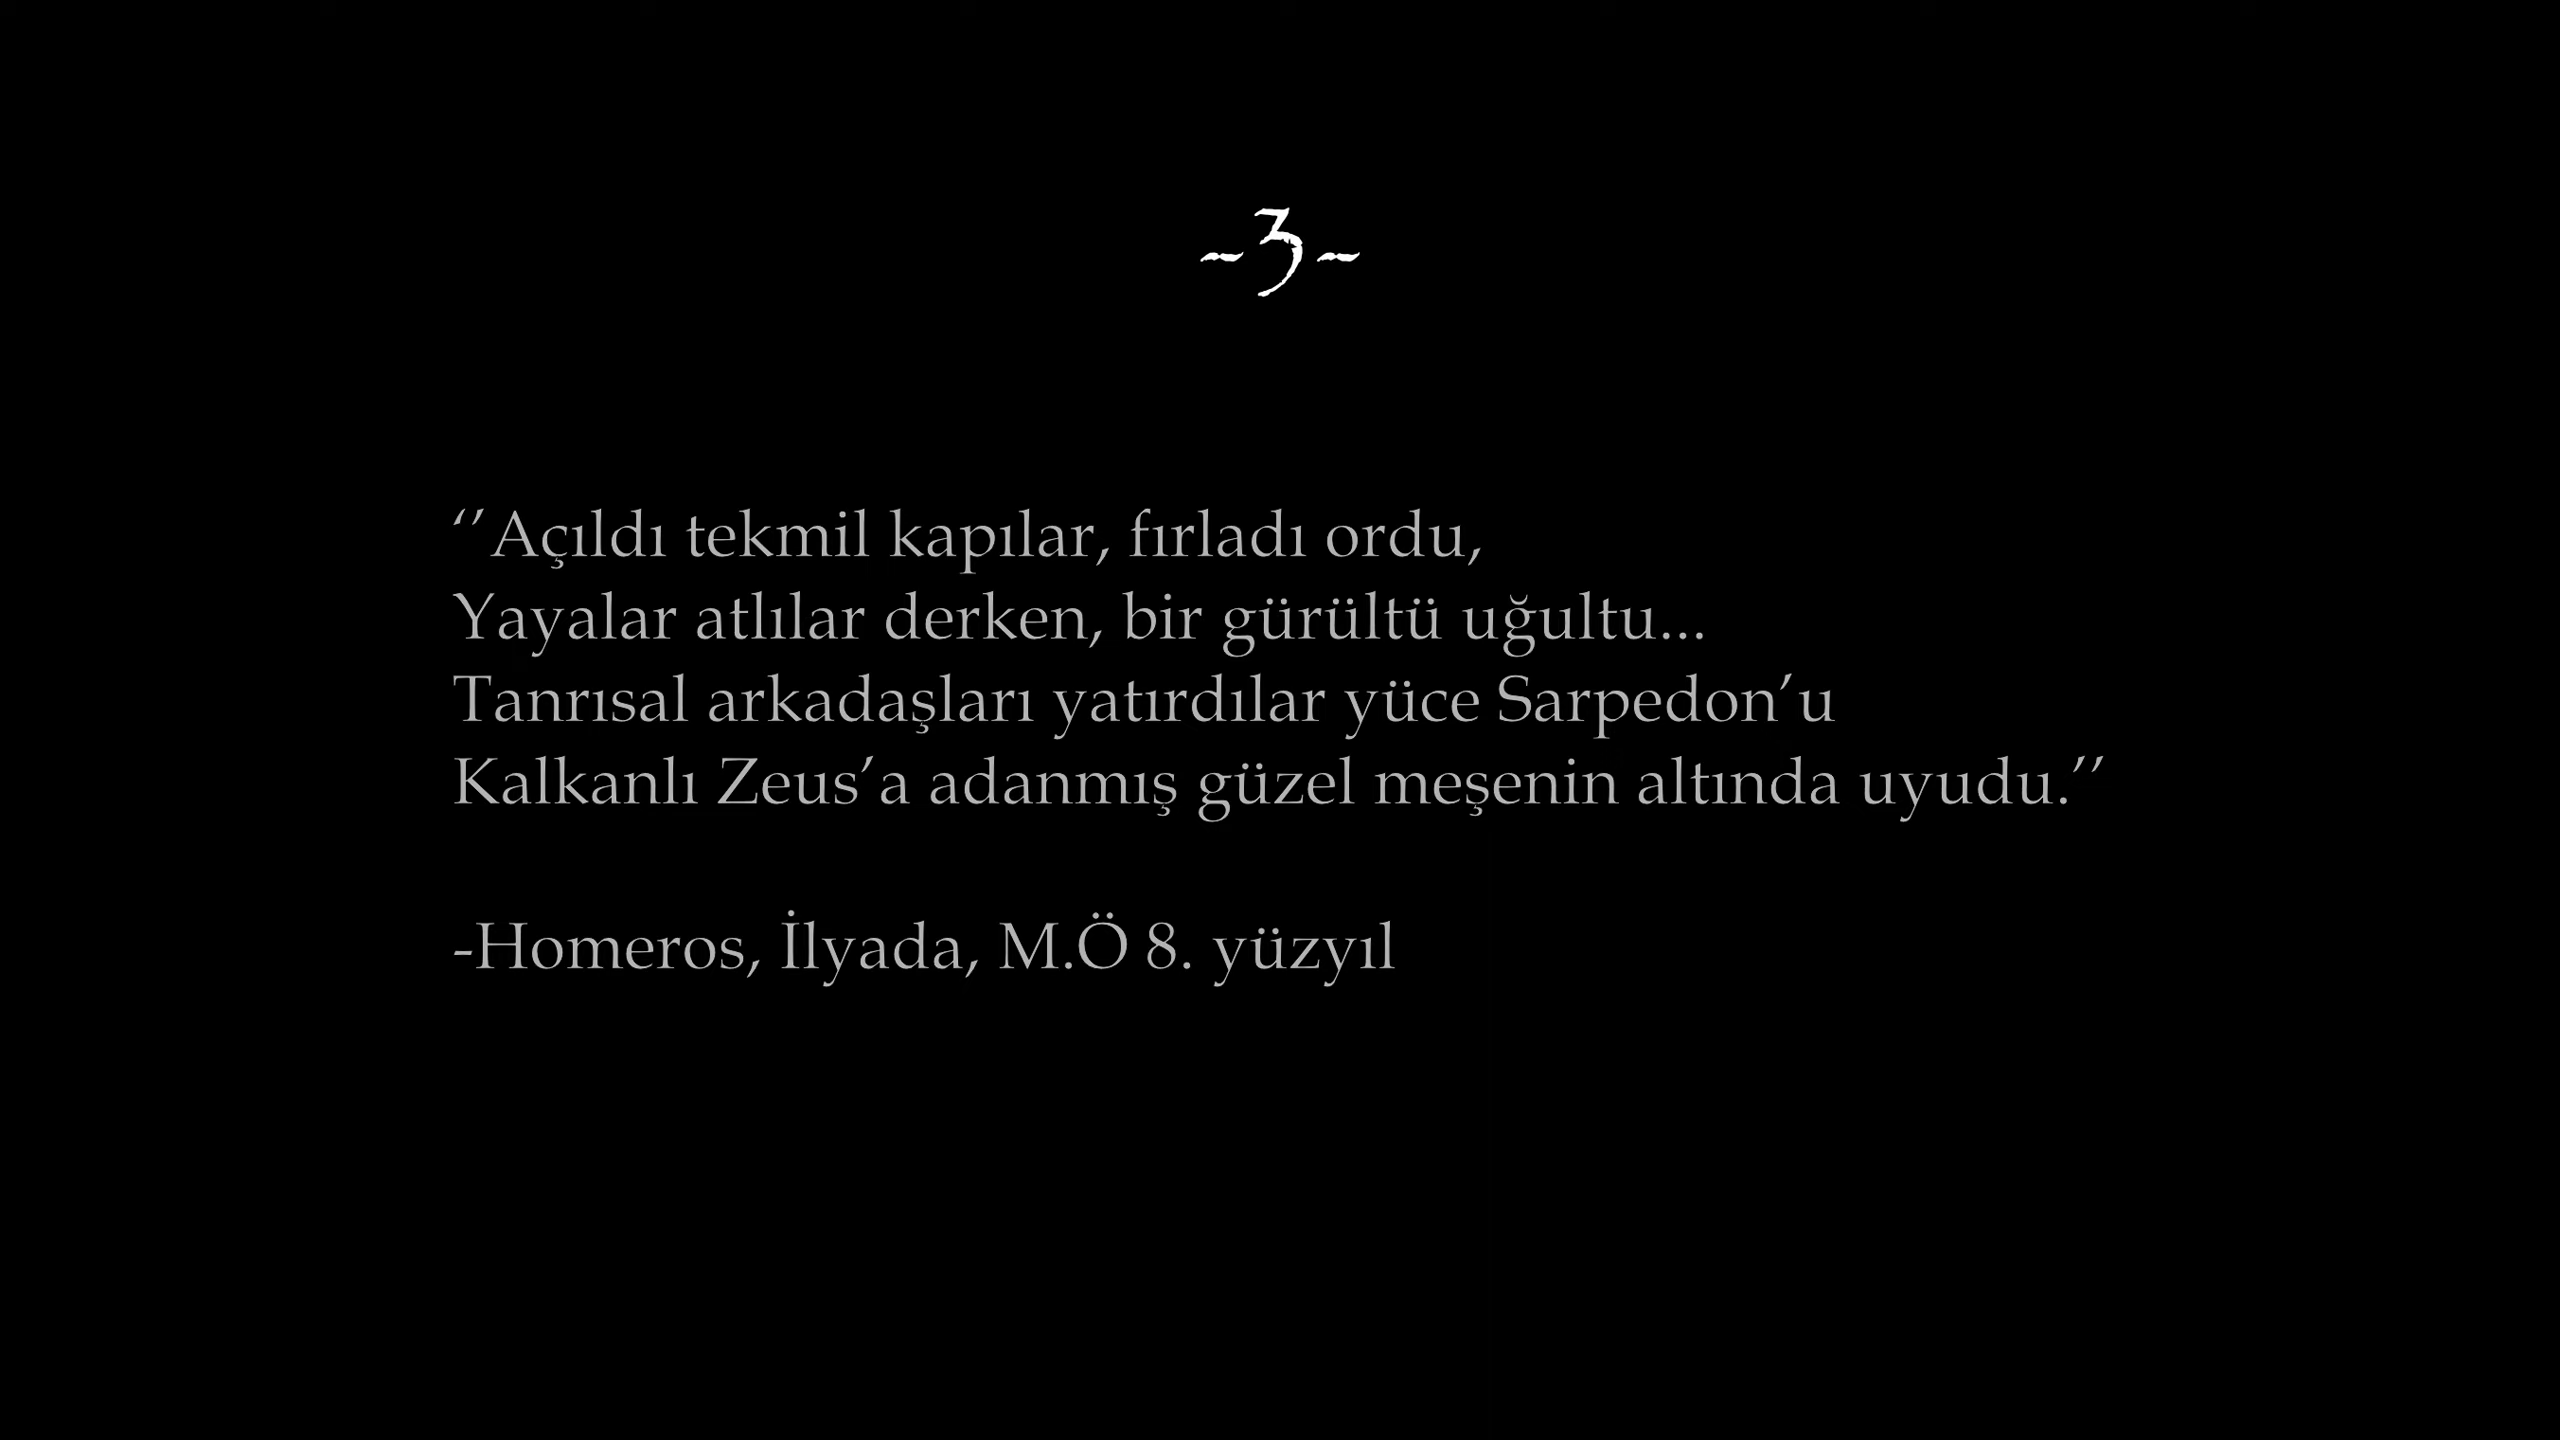 -3-
‘’Açıldı tekmil kapılar, fırladı ordu,
Yayalar atlılar derken, bir gürültü uğultu...
Tanrısal arkadaşları yatırdılar yüce Sarpedon’u
Kalkanlı Zeus’a adanmış güzel meşenin altında uyudu.’’
-Homeros, İlyada, M.Ö 8. yüzyıl